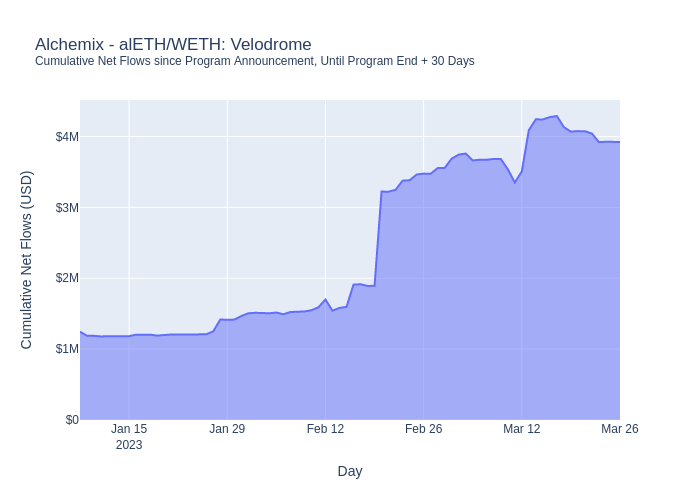 Alchemix - alETH/WETH: Velodrome
Cumulative Net Flows since Program Announcement, Until Program End + 30 Days
Cumulative Net Flows (USD)
$4M
$3M
$2M
$1M
$0
Jan 15
2023
Jan 29
Feb 12
Feb 26
Mar 12
Mar 26
Day